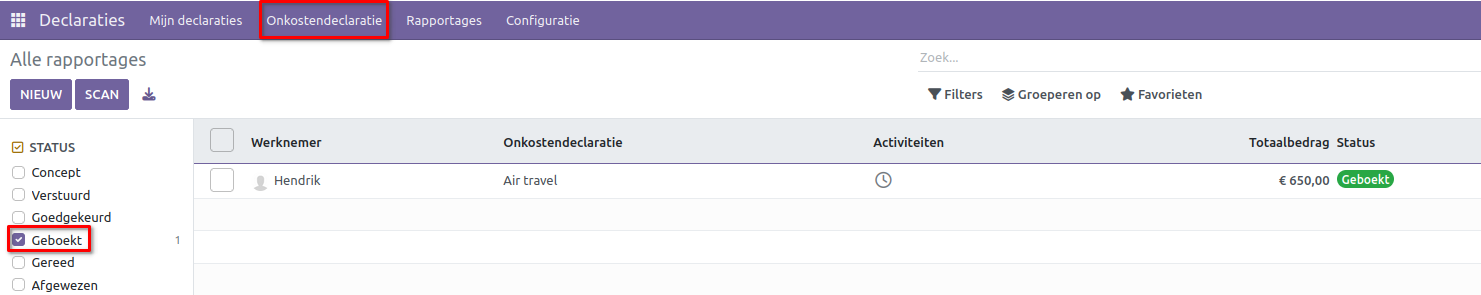 Declaraties Mijn declaraties Onkostendeclaratie Rapportages Configuratie
Alle rapportages
Zoek...
NIEUW SCAN
Filters Groeperen op Favorieten
STATUS
Concept
Verstuurd
Goedgekeurd
Geboekt 1
Gereed
Afgewezen
Werknemer Onkostendeclaratie Activiteiten Totaalbedrag Status
Hendrik Air travel € 650,00 Geboekt